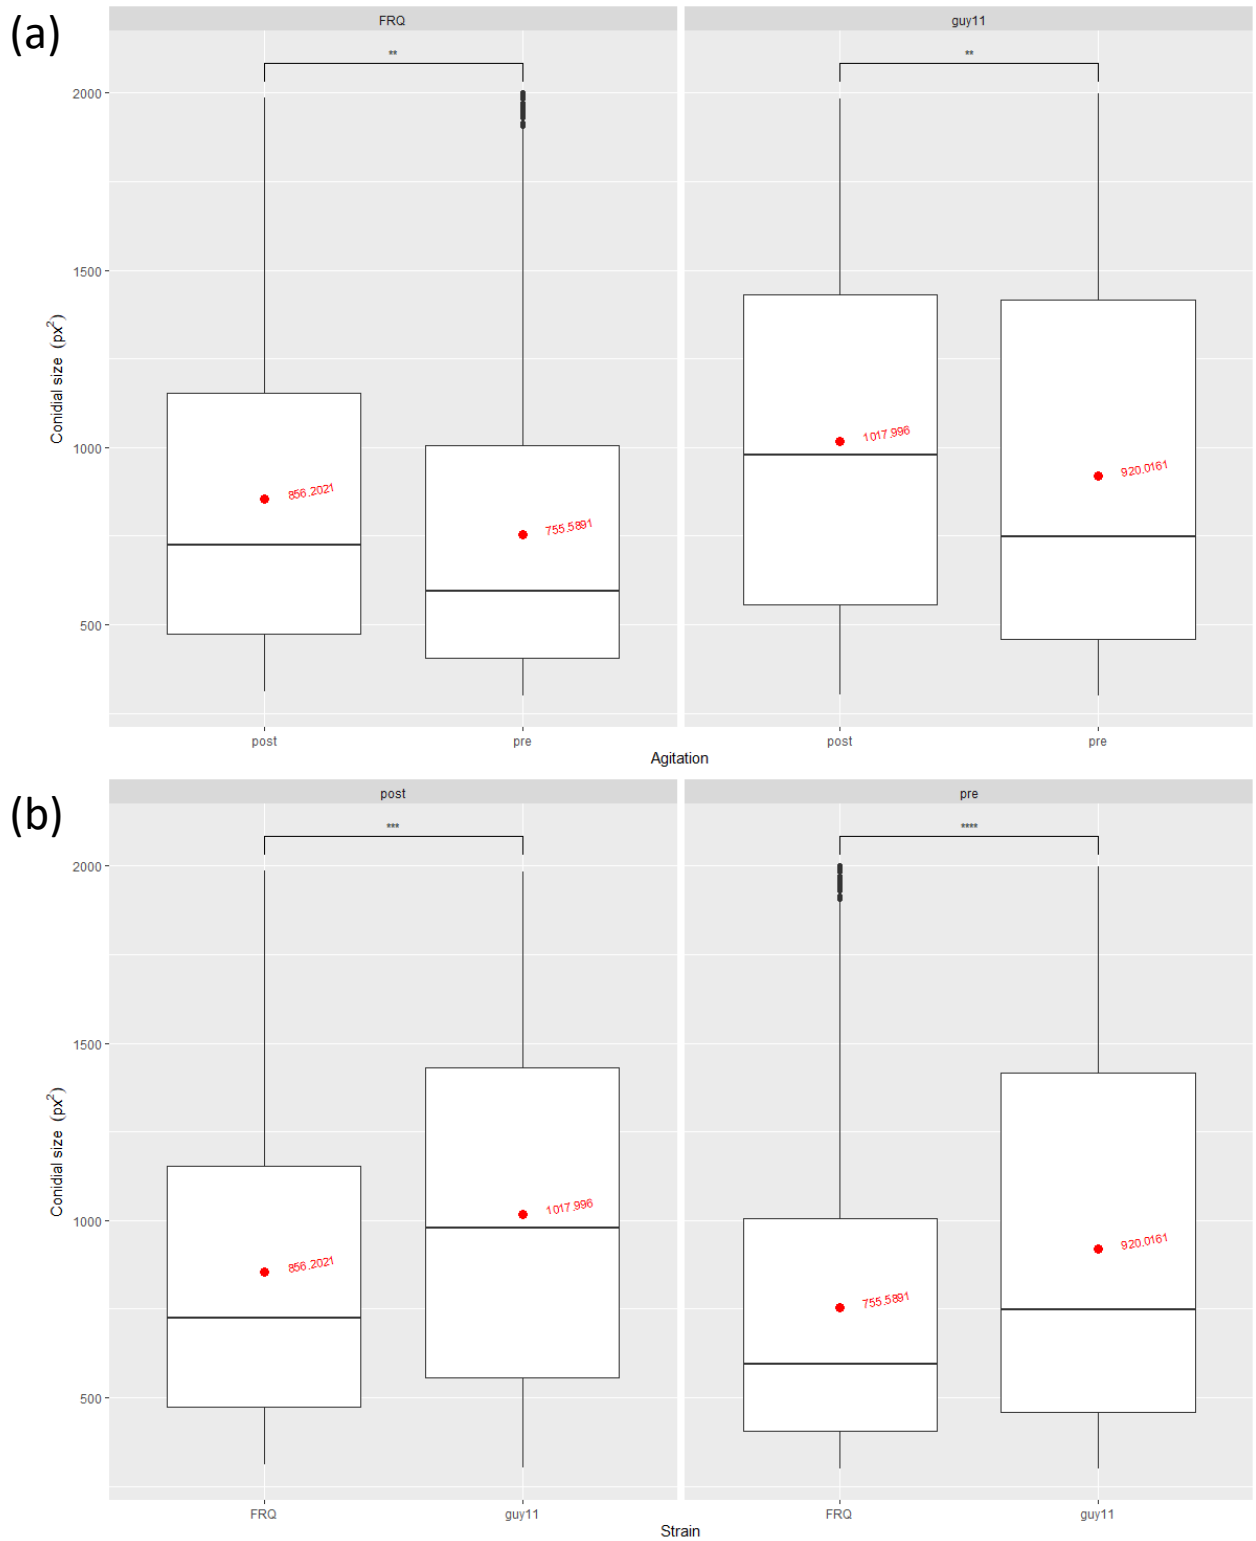 (a)
FRQ
guy11
**
**
2000
1500
1000
500
Conidial size (px²)
856.2021
755.5891
1017.996
920.0161
post
pre
post
pre
Agitation
(b)
post
pre
***
****
2000
1500
1000
500
Conidial size (px²)
856.2021
1017.996
755.5891
920.0161
FRQ
guy11
FRQ
guy11
Strain